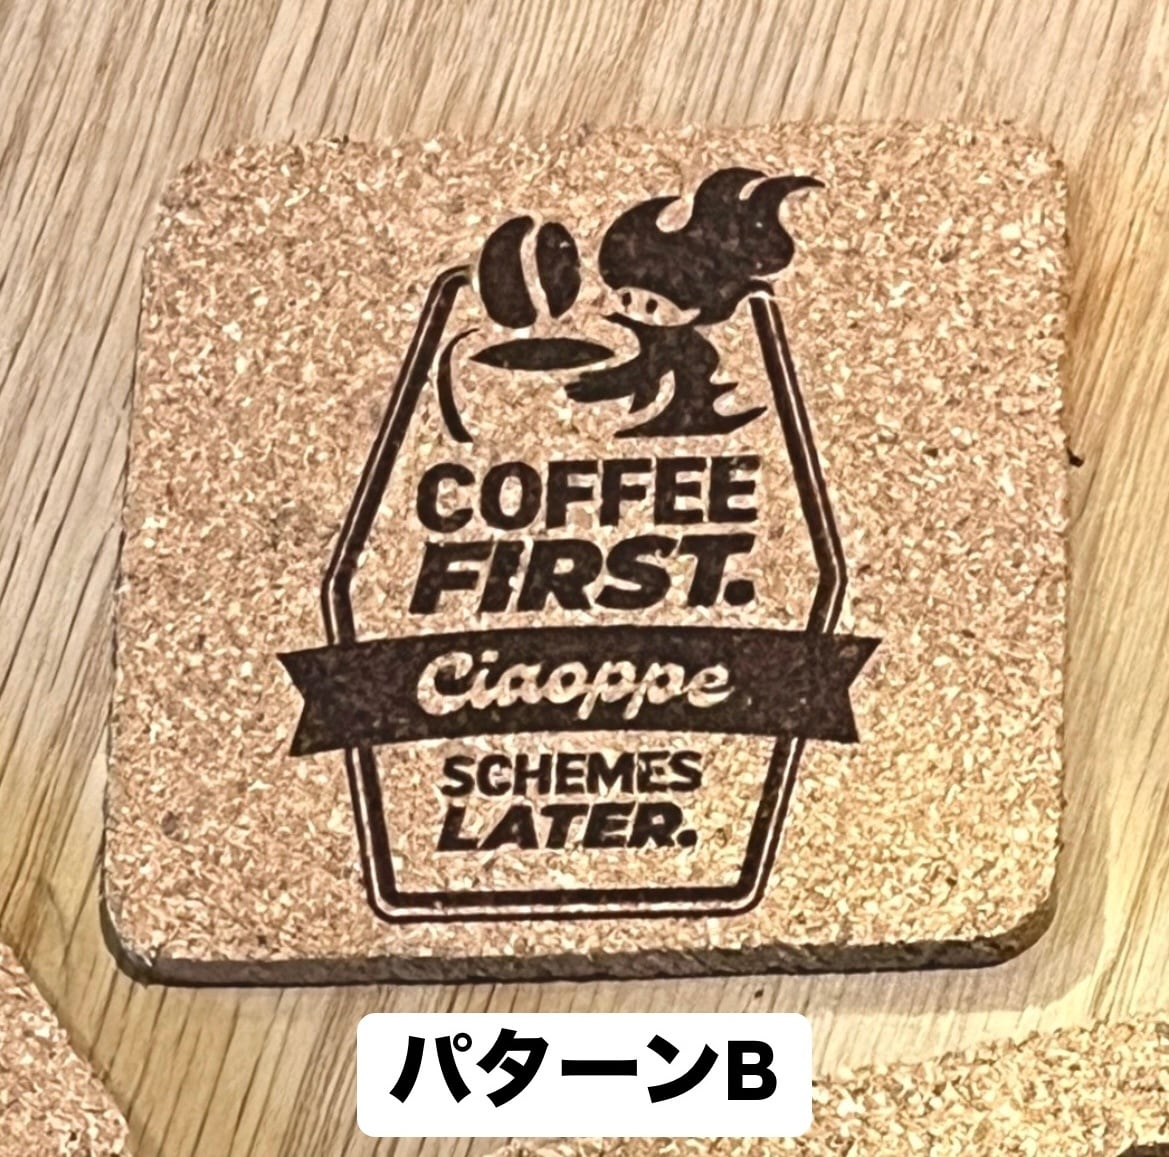 COFFEE
FIRST.
Ciaoppe
SCHEMES
LATER.
パターンB